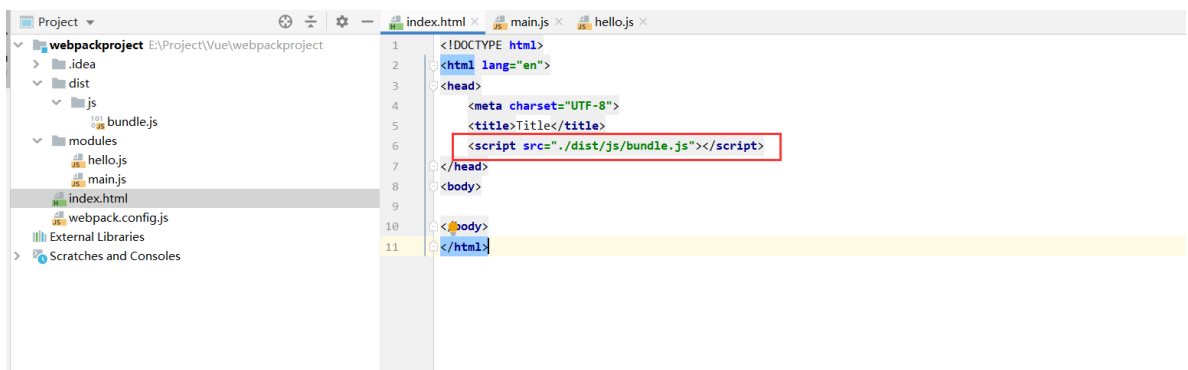 Project
webpackproject E:\Project\Vue\webpackproject
.idea
dist
js
bundle.js
modules
hello.js
main.js
index.html
webpack.config.js
External Libraries
Scratches and Consoles
index.html main.js hello.js
1 <!DOCTYPE html>
2 <html lang="en">
3 <head>
4 <meta charset="UTF-8">
5 <title>Title</title>
6 <script src="./dist/js/bundle.js"></script>
7 </head>
8 <body>
9
10 </body>
11 </html>